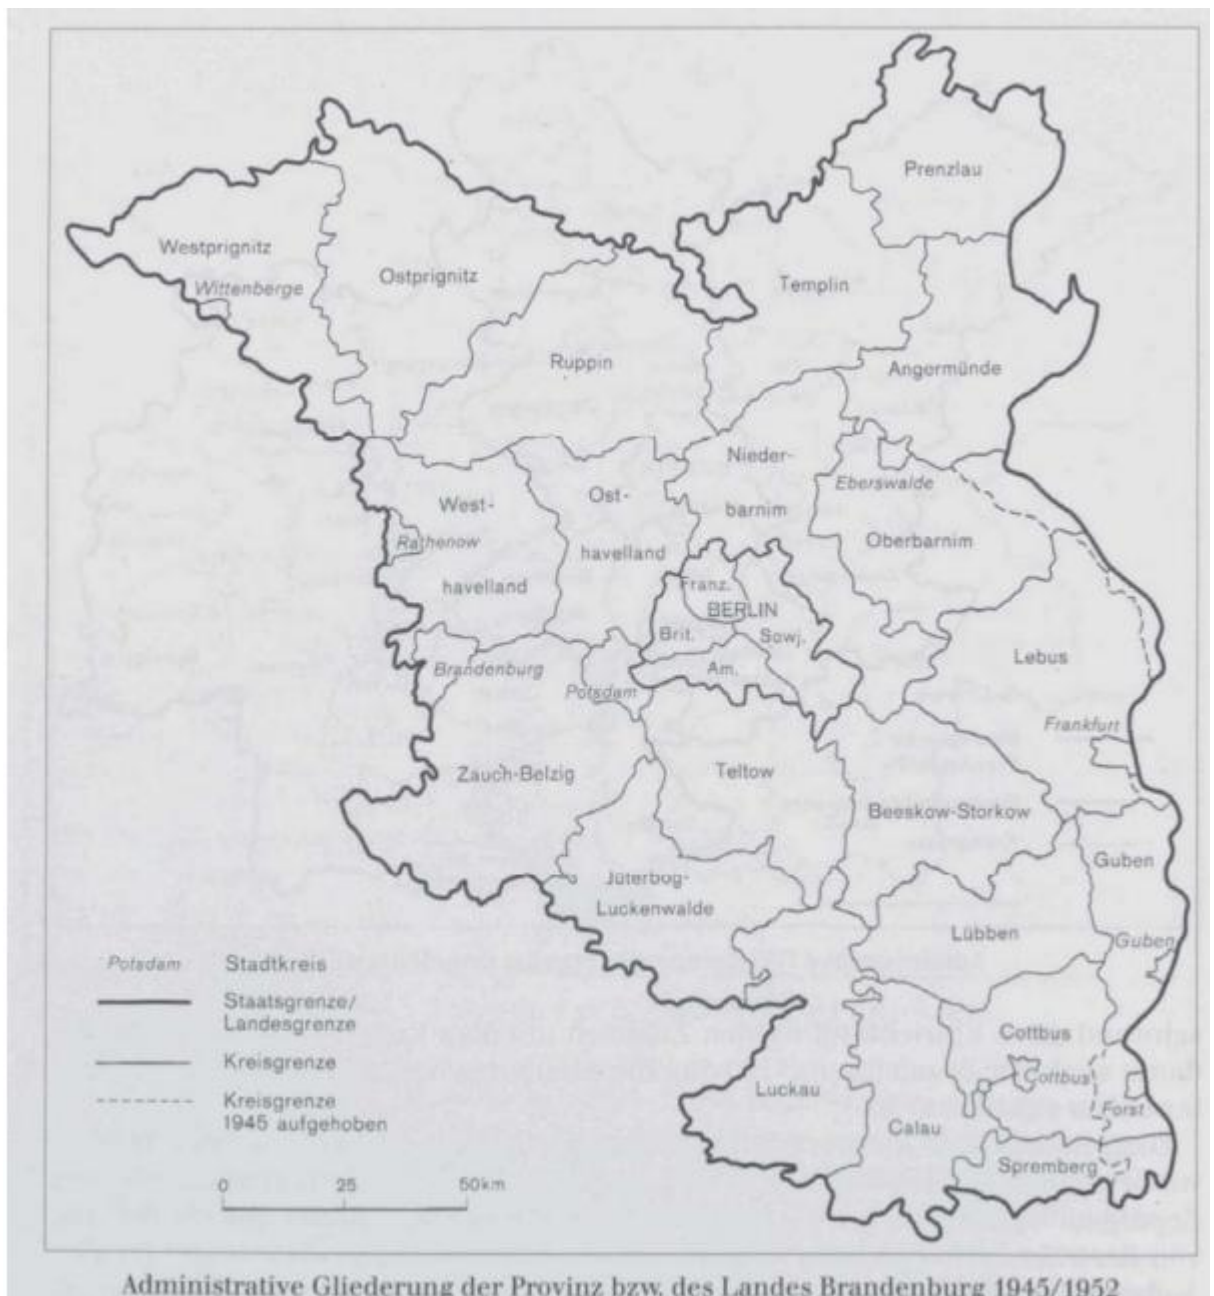 Prenzlau
Westprignitz
Wittenberge
Ostprignitz
Templin
Ruppin
Angermünde
Nieder-
barnim
Eberswalde
West-
havelland
Ost-
havelland
Rathenow
Oberbarnim
Franz.
BERLIN
Brit.
Sowj.
Am.
Lebus
Brandenburg
Potsdam
Frankfurt
Zauch-Belzig
Teltow
Beeskow-Storkow
Guben
Jüterbog-
Luckenwalde
Lübben
Guben
Cottbus
Cottbus
Forst
Luckau
Calau
Spremberg
Potsdam Stadtkreis
Staatsgrenze/
Landesgrenze
Kreisgrenze
Kreisgrenze
1945 aufgehoben
0 25 50km
Administrative Gliederung der Provinz bzw. des Landes Brandenburg 1945/1952